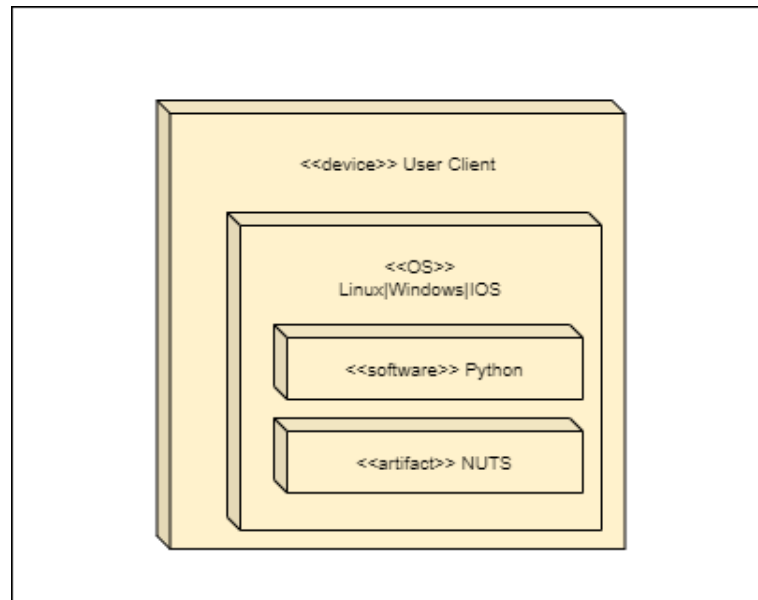 <<device>> User Client
<<OS>>
Linux|Windows|IOS
<<software>> Python
<<artifact>> NUTS